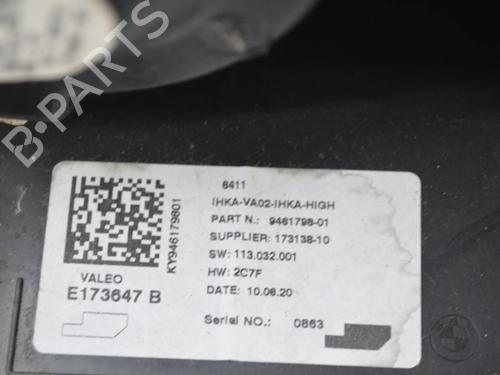 B-PARTS
6411
IHKA-VA02-IHKA-HIGH
PART N.: 9461798-01
SUPPLIER: 173138-10
SW: 113.032.001
HW: 2C7F
DATE: 10.06.20
Serial NO.: 0863
KY946179801
VALEO
E173647 B